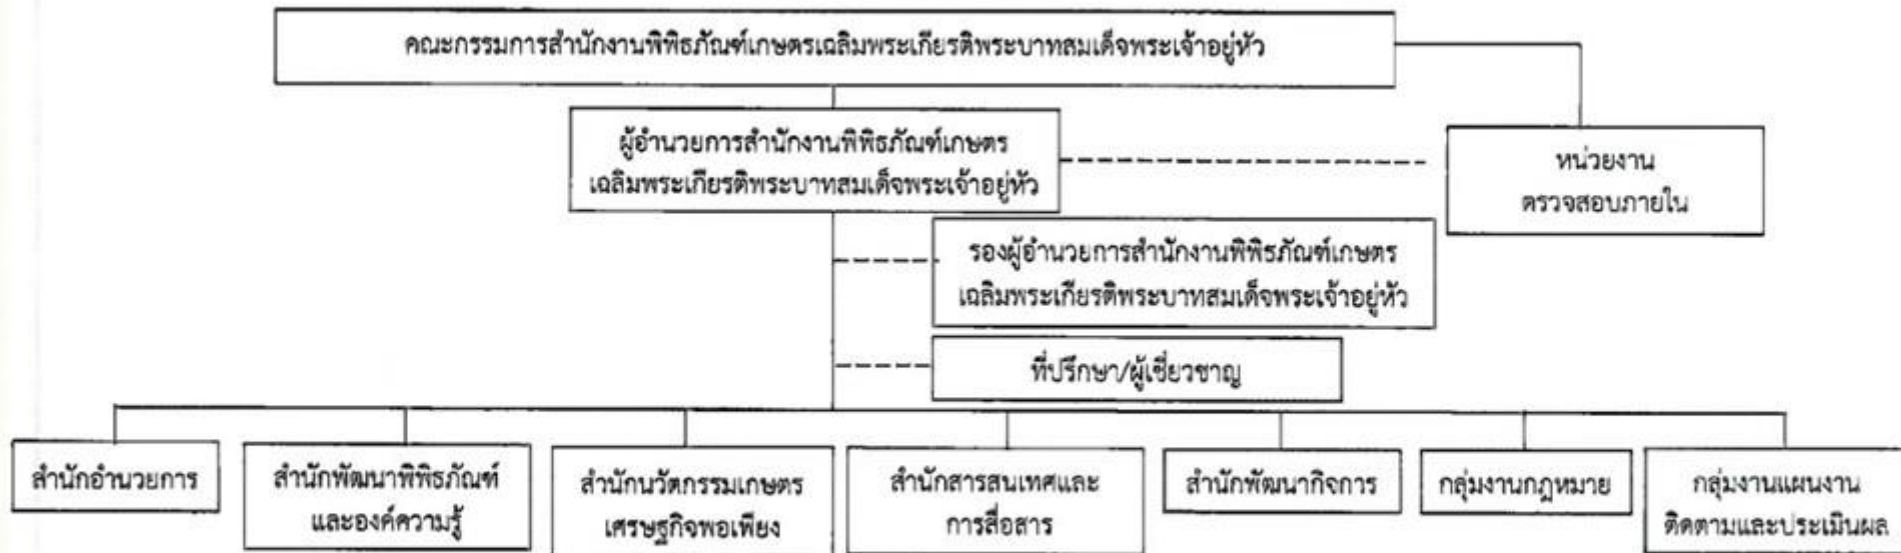 คณะกรรมการสำนักงานพิพิธภัณฑ์เกษตรเฉลิมพระเกียรติพระบาทสมเด็จพระเจ้าอยู่หัว
ผู้อำนวยการสำนักงานพิพิธภัณฑ์เกษตร
เฉลิมพระเกียรติพระบาทสมเด็จพระเจ้าอยู่หัว
หน่วยงาน
ตรวจสอบภายใน
รองผู้อำนวยการสำนักงานพิพิธภัณฑ์เกษตร
เฉลิมพระเกียรติพระบาทสมเด็จพระเจ้าอยู่หัว
ที่ปรึกษา/ผู้เชี่ยวชาญ
สำนักอำนวยการ
สำนักพัฒนาพิพิธภัณฑ์
และองค์ความรู้
สำนักนวัตกรรมเกษตร
เศรษฐกิจพอเพียง
สำนักสารสนเทศและ
การสื่อสาร
สำนักพัฒนากิจการ
กลุ่มงานกฎหมาย
กลุ่มงานแผนงาน
ติดตามและประเมินผล